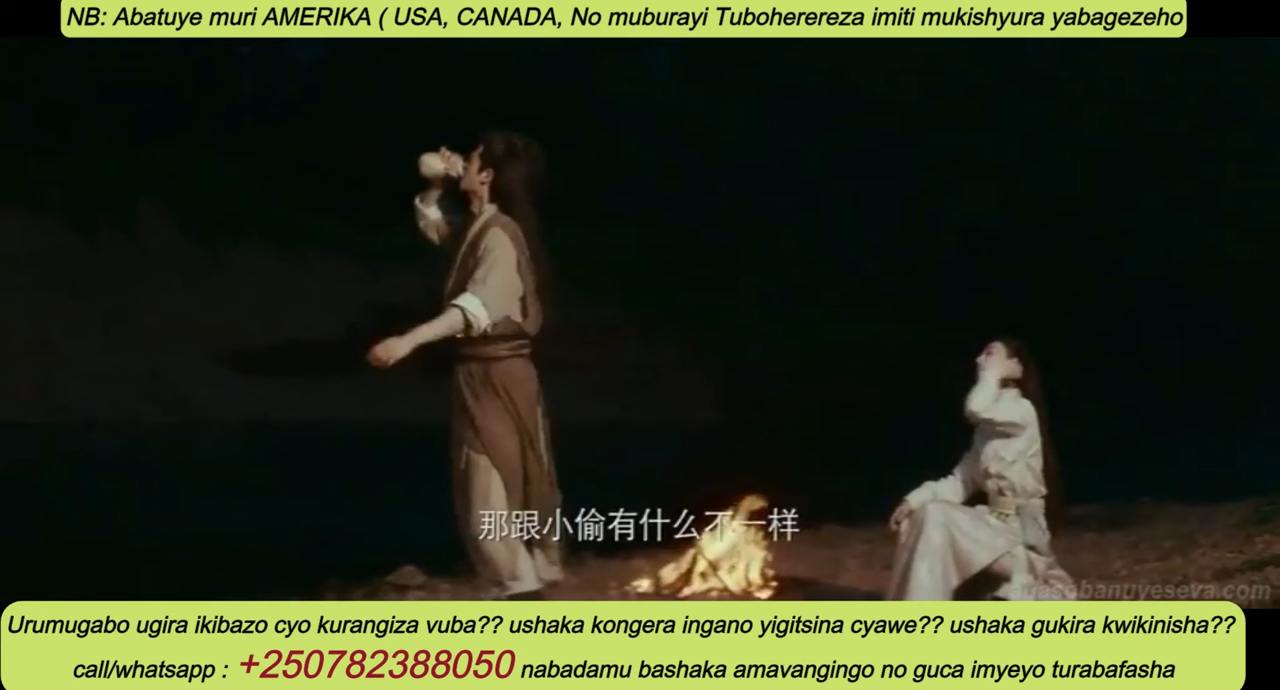 NB: Abatuye muri AMERIKA ( USA, CANADA, No muburayi Tuboherereza imiti mukishyura yabagezeho
那跟小偷有什么不一样
agasobanuyeseva.com
Urumugabo ugira ikibazo cyo kurangiza vuba?? ushaka kongera ingano yigitsina cyawe?? ushaka gukira kwikinisha??
call/whatsapp : +250782388050 nabadamu bashaka amavangingo no guca imyeyo turabafasha